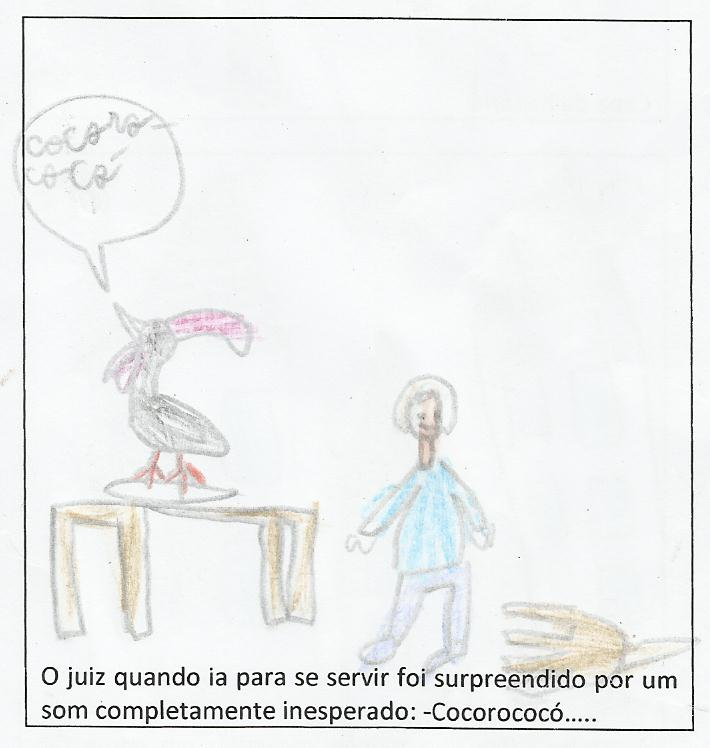 cocoro-
cocó
O juiz quando ia para se servir foi surpreendido por um
som completamente inesperado: -Cocorococó.....